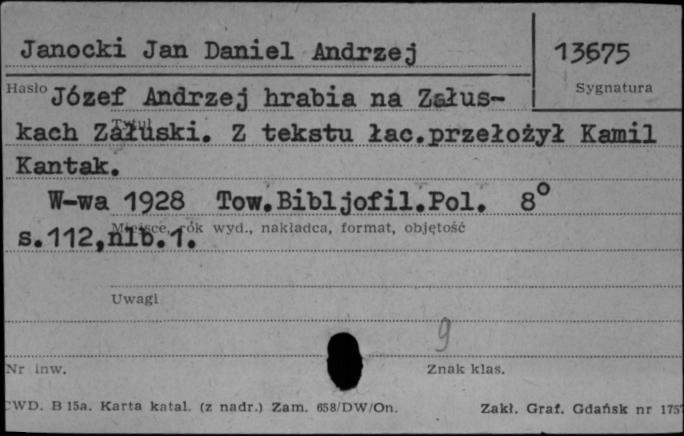 Janocki Jan Daniel Andrzej
13675
Hasło
Sygnatura
Józef Andrzej hrabia na Załus-
Tytuł
kach Załuski. Z tekstu łac.przełożył Kamil
Kantak.
W-wa 1928 Tow.Bibljofil.Pol. 8°
Miejsce, rok wyd., nakładca, format, objętość
s.112,nlb.1.
Uwagi
9
Nr inw.
Znak klas.
CWD. B 15a. Karta katal. (z nadr.) Zam. 658/DW/On.
Zakł. Graf. Gdańsk nr 1757